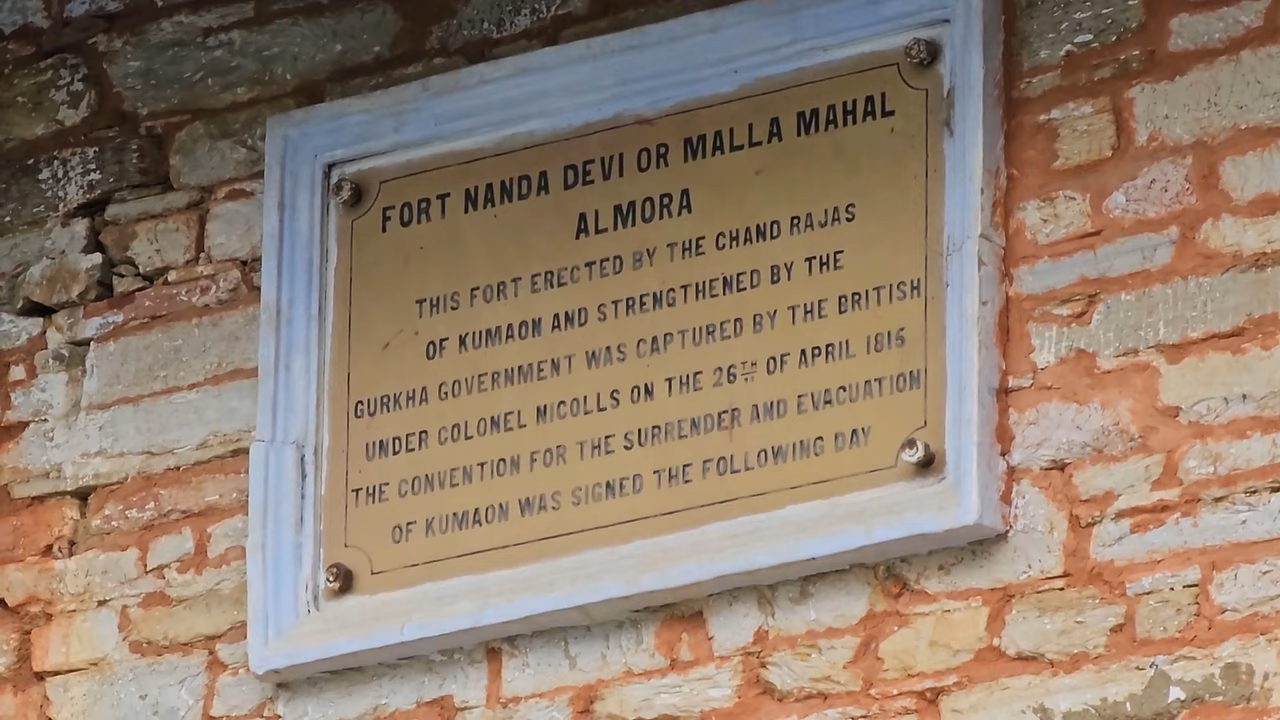 FORT NANDA DEVI OR MALLA MAHAL
ALMORA
THIS FORT ERECTED BY THE CHAND RAJAS
OF KUMAON AND STRENGTHENED BY THE
GURKHA GOVERNMENT WAS CAPTURED BY THE BRITISH
UNDER COLONEL NICOLLS ON THE 26TH OF APRIL 1815
THE CONVENTION FOR THE SURRENDER AND EVACUATION
OF KUMAON WAS SIGNED THE FOLLOWING DAY